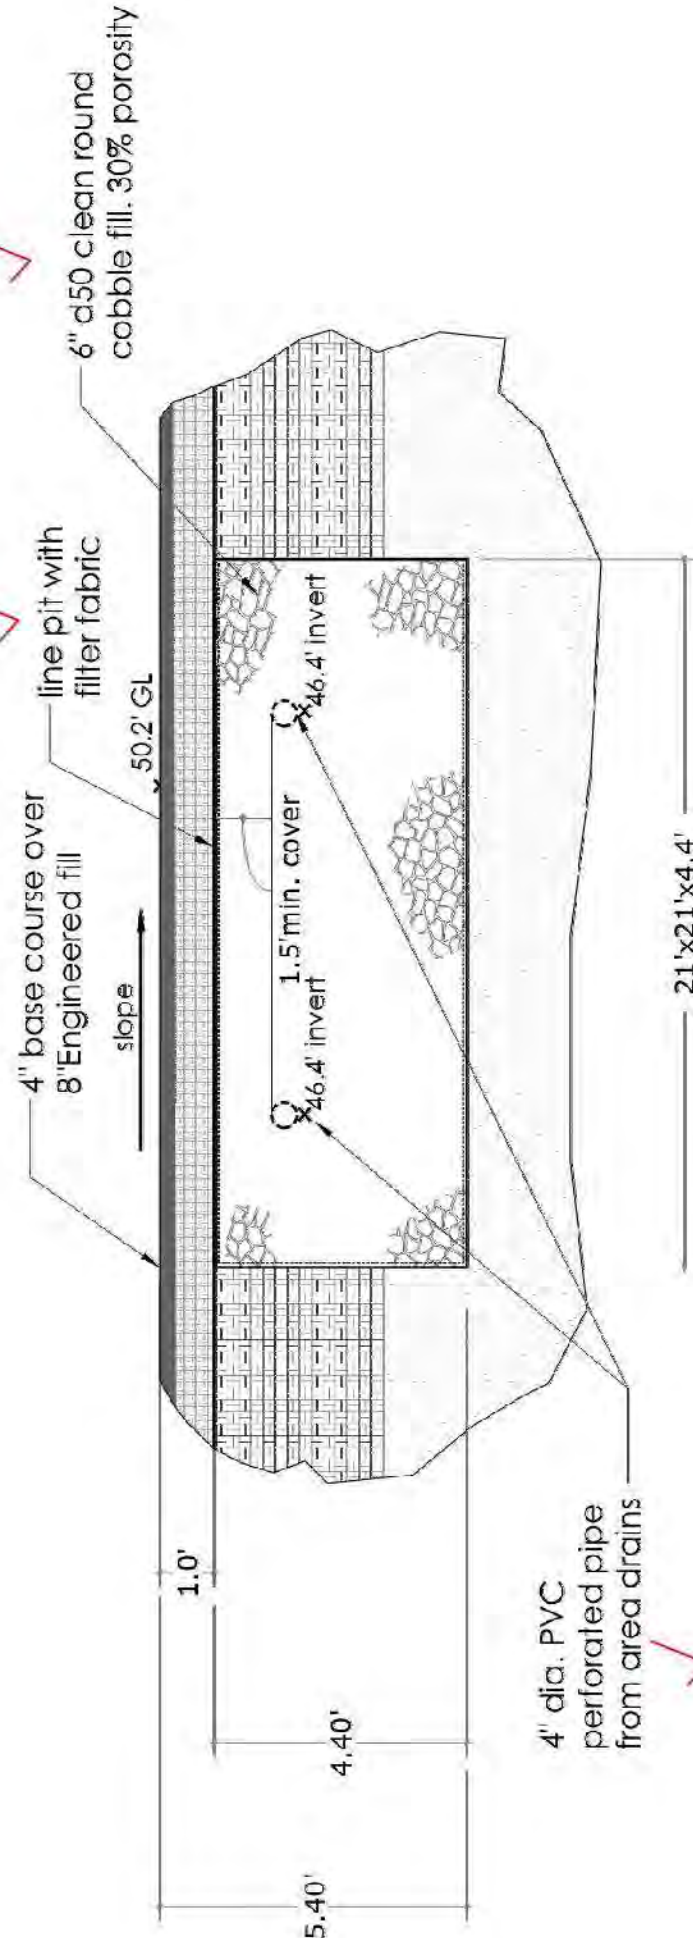 4" base course over
8"Engineered fill
slope
line pit with
filter fabric
50.2' GL
6" d50 clean round
cobble fill. 30% porosity
1.0'
4.40'
5.40'
1.5'min. cover
46.4' invert
46.4' invert
4" dia. PVC
perforated pipe
from area drains
21'x21'x4.4'